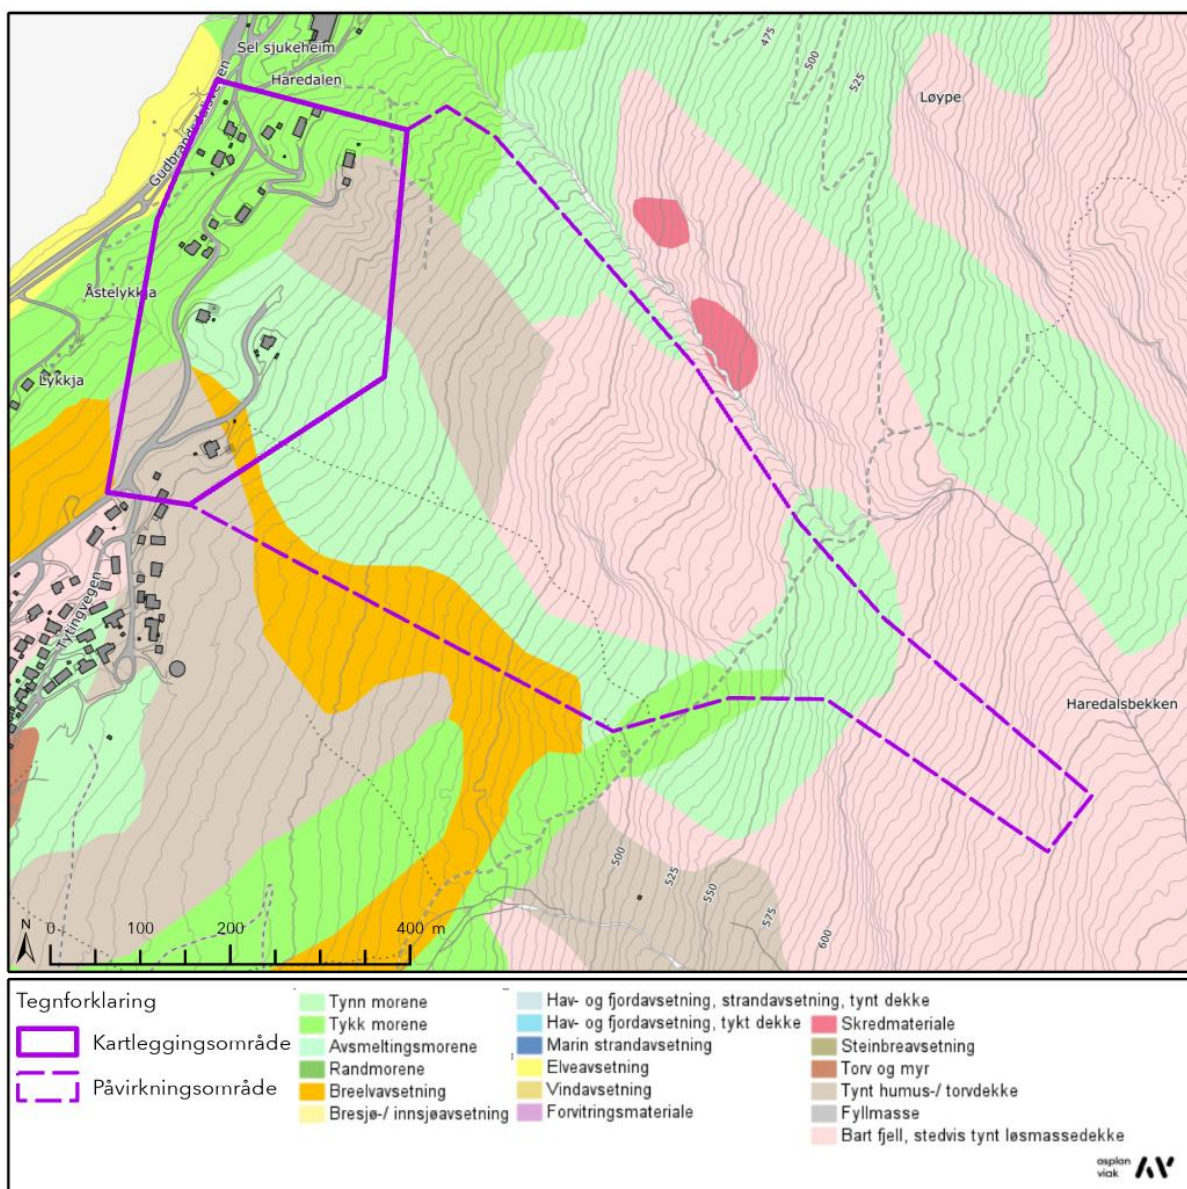 Sel sjukeheim
Haredalen
Gudbrandsdalsvegen
475
500
525
Løype
Åstelykkja
Lykkja
Tytingvegen
Haredalsbekken
500
525
550
575
600
N
0 100 200 400 m
Tegnforklaring
Kartleggingsområde
Påvirkningsområde
Tynn morene
Tykk morene
Avsmeltingsmorene
Randmorene
Breelvavsetning
Bresjø-/ innsjøavsetning
Hav- og fjordavsetning, strandavsetning, tynt dekke
Hav- og fjordavsetning, tykt dekke
Marin strandavsetning
Elveavsetning
Vindavsetning
Forvitringsmateriale
Skredmateriale
Steinbreavsetning
Torv og myr
Tynt humus-/ torvdekke
Fyllmasse
Bart fjell, stedvis tynt løsmassedekke
asplan
viak